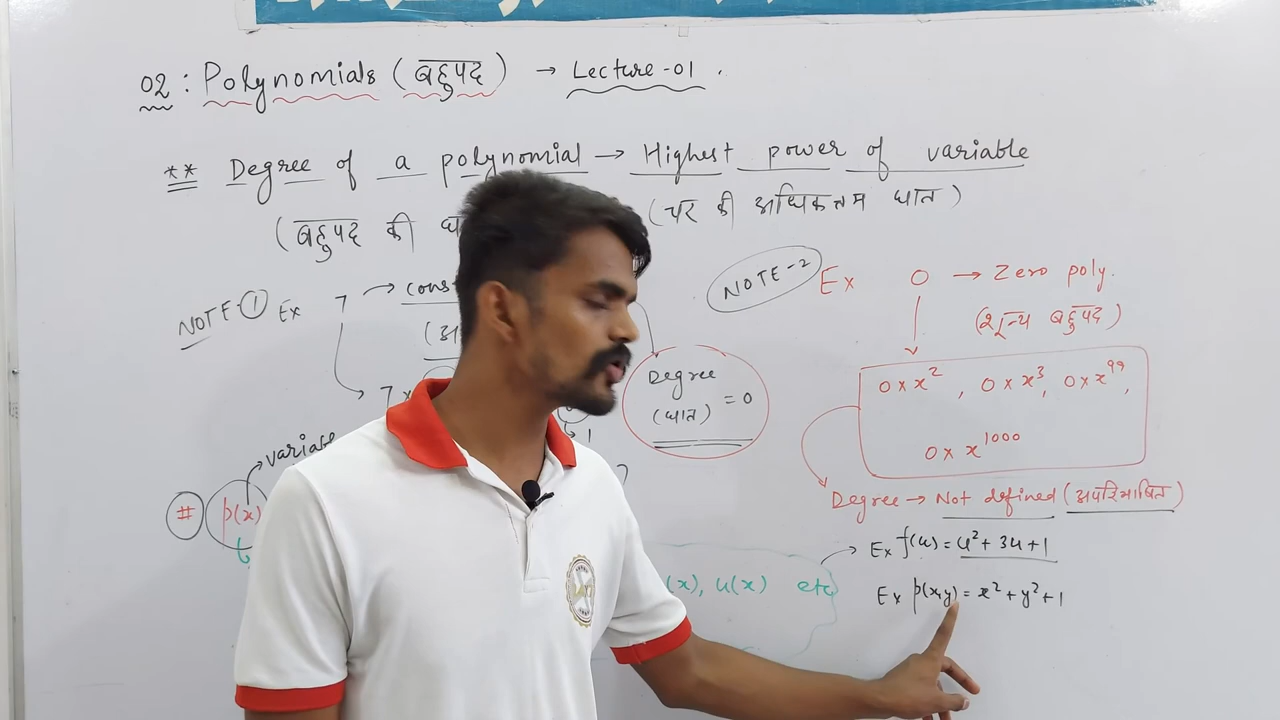 02 : Polynomials (बहुपद) → Lecture-01 .
** Degree of a polynomial → Highest power of variable
(बहुपद की (चर की अधिकतम घात)
NOTE-1 Ex 7 →
NOTE-2 Ex 0 → Zero poly.
(शून्य बहुपद)
Degree (घात) = 0
0 x x², 0 x x³, 0 x x⁹⁹,
0 x x¹⁰⁰⁰
→ variable
# p(x)
Degree → Not defined (अपरिभाषित)
Ex f(u) = u² + 3u + 1
(x), u(x) etc
Ex p(x,y) = x² + y² + 1